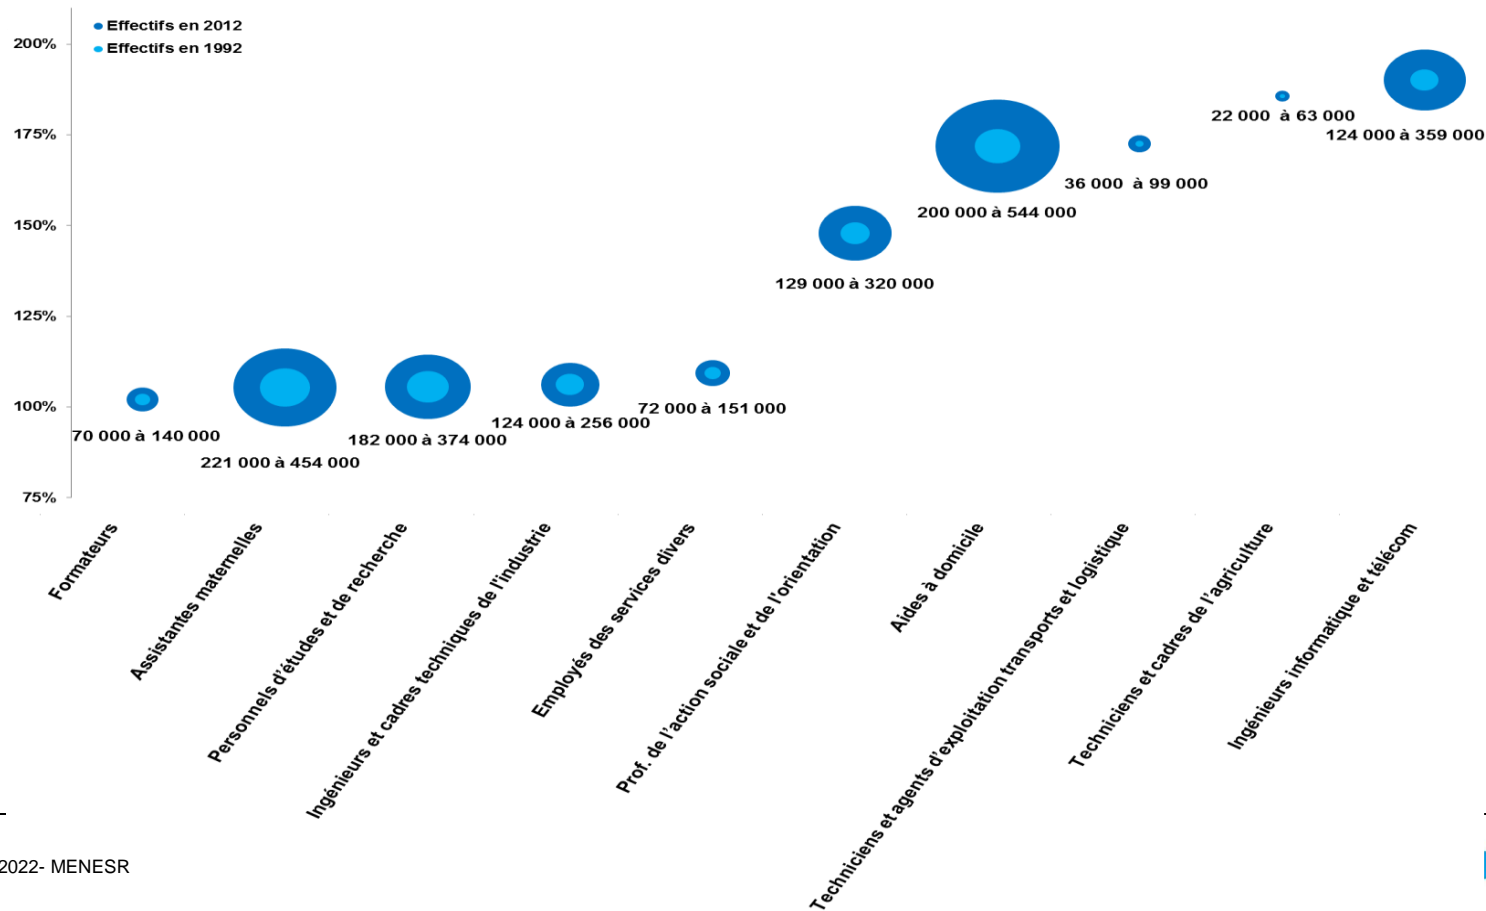 Effectifs en 2012
Effectifs en 1992
200%
175%
150%
125%
100%
75%
70 000 à 140 000
221 000 à 454 000
182 000 à 374 000
124 000 à 256 000
72 000 à 151 000
129 000 à 320 000
200 000 à 544 000
36 000 à 99 000
22 000 à 63 000
124 000 à 359 000
Formateurs
Assistantes maternelles
Personnels d'études et de recherche
Ingénieurs et cadres techniques de l'industrie
Employés des services divers
Prof. de l'action sociale et de l'orientation
Aides à domicile
Techniciens et agents d'exploitation transports et logistique
Techniciens et cadres de l'agriculture
Ingénieurs informatique et télécom
2022- MENESR